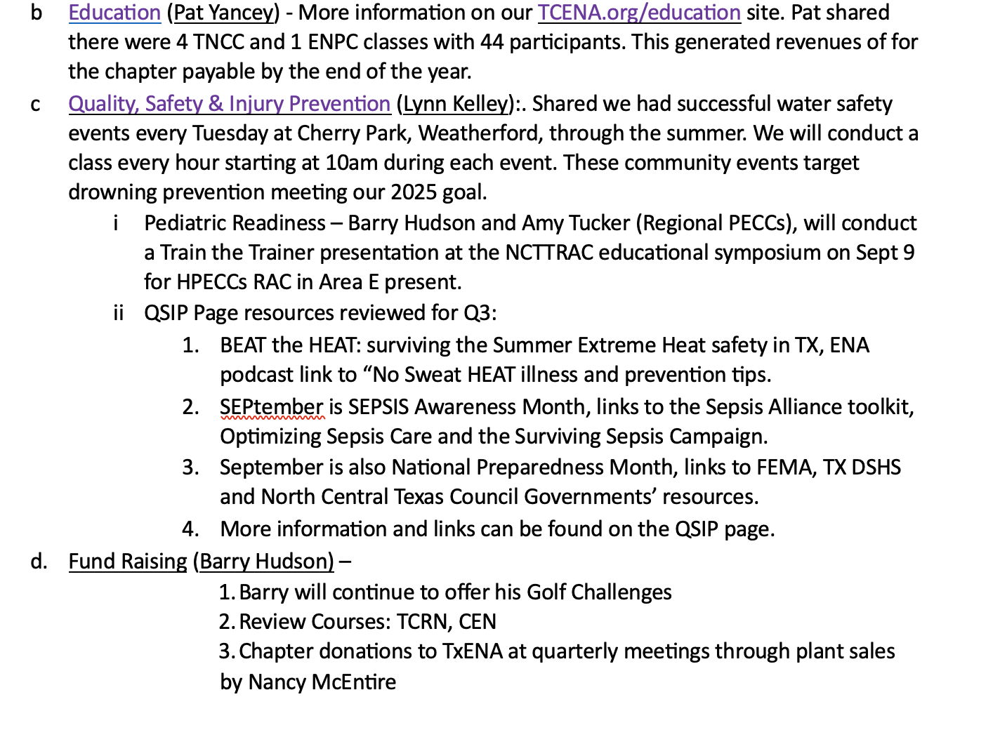 b Education (Pat Yancey) - More information on our TCENA.org/education site. Pat shared
there were 4 TNCC and 1 ENPC classes with 44 participants. This generated revenues of for
the chapter payable by the end of the year.
c Quality, Safety & Injury Prevention (Lynn Kelley):. Shared we had successful water safety
events every Tuesday at Cherry Park, Weatherford, through the summer. We will conduct a
class every hour starting at 10am during each event. These community events target
drowning prevention meeting our 2025 goal.
i Pediatric Readiness – Barry Hudson and Amy Tucker (Regional PECCs), will conduct
a Train the Trainer presentation at the NCTTRAC educational symposium on Sept 9
for HPECCs RAC in Area E present.
ii QSIP Page resources reviewed for Q3:
1. BEAT the HEAT: surviving the Summer Extreme Heat safety in TX, ENA
podcast link to “No Sweat HEAT illness and prevention tips.
2. SEPtember is SEPSIS Awareness Month, links to the Sepsis Alliance toolkit,
Optimizing Sepsis Care and the Surviving Sepsis Campaign.
3. September is also National Preparedness Month, links to FEMA, TX DSHS
and North Central Texas Council Governments’ resources.
4. More information and links can be found on the QSIP page.
d. Fund Raising (Barry Hudson) –
1. Barry will continue to offer his Golf Challenges
2. Review Courses: TCRN, CEN
3. Chapter donations to TxENA at quarterly meetings through plant sales
by Nancy McEntire